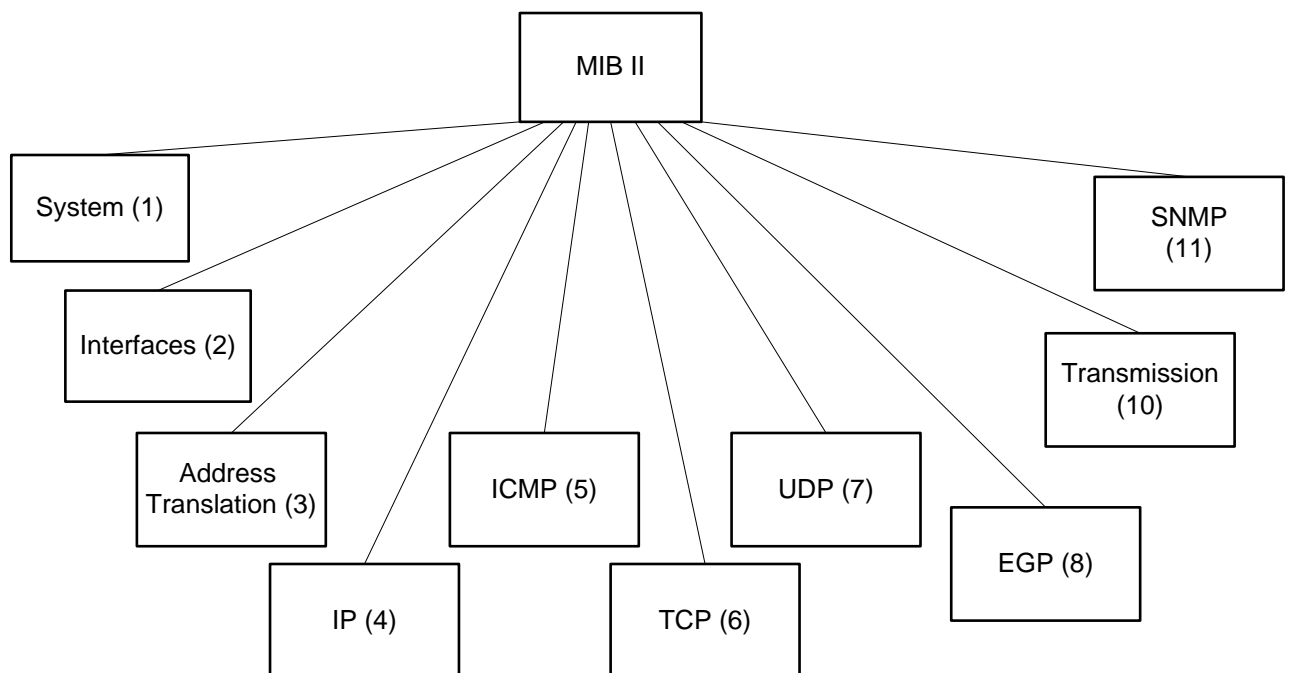 MIB II
System (1)
SNMP
(11)
Interfaces (2)
Transmission
(10)
Address
Translation (3)
ICMP (5)
UDP (7)
EGP (8)
IP (4)
TCP (6)